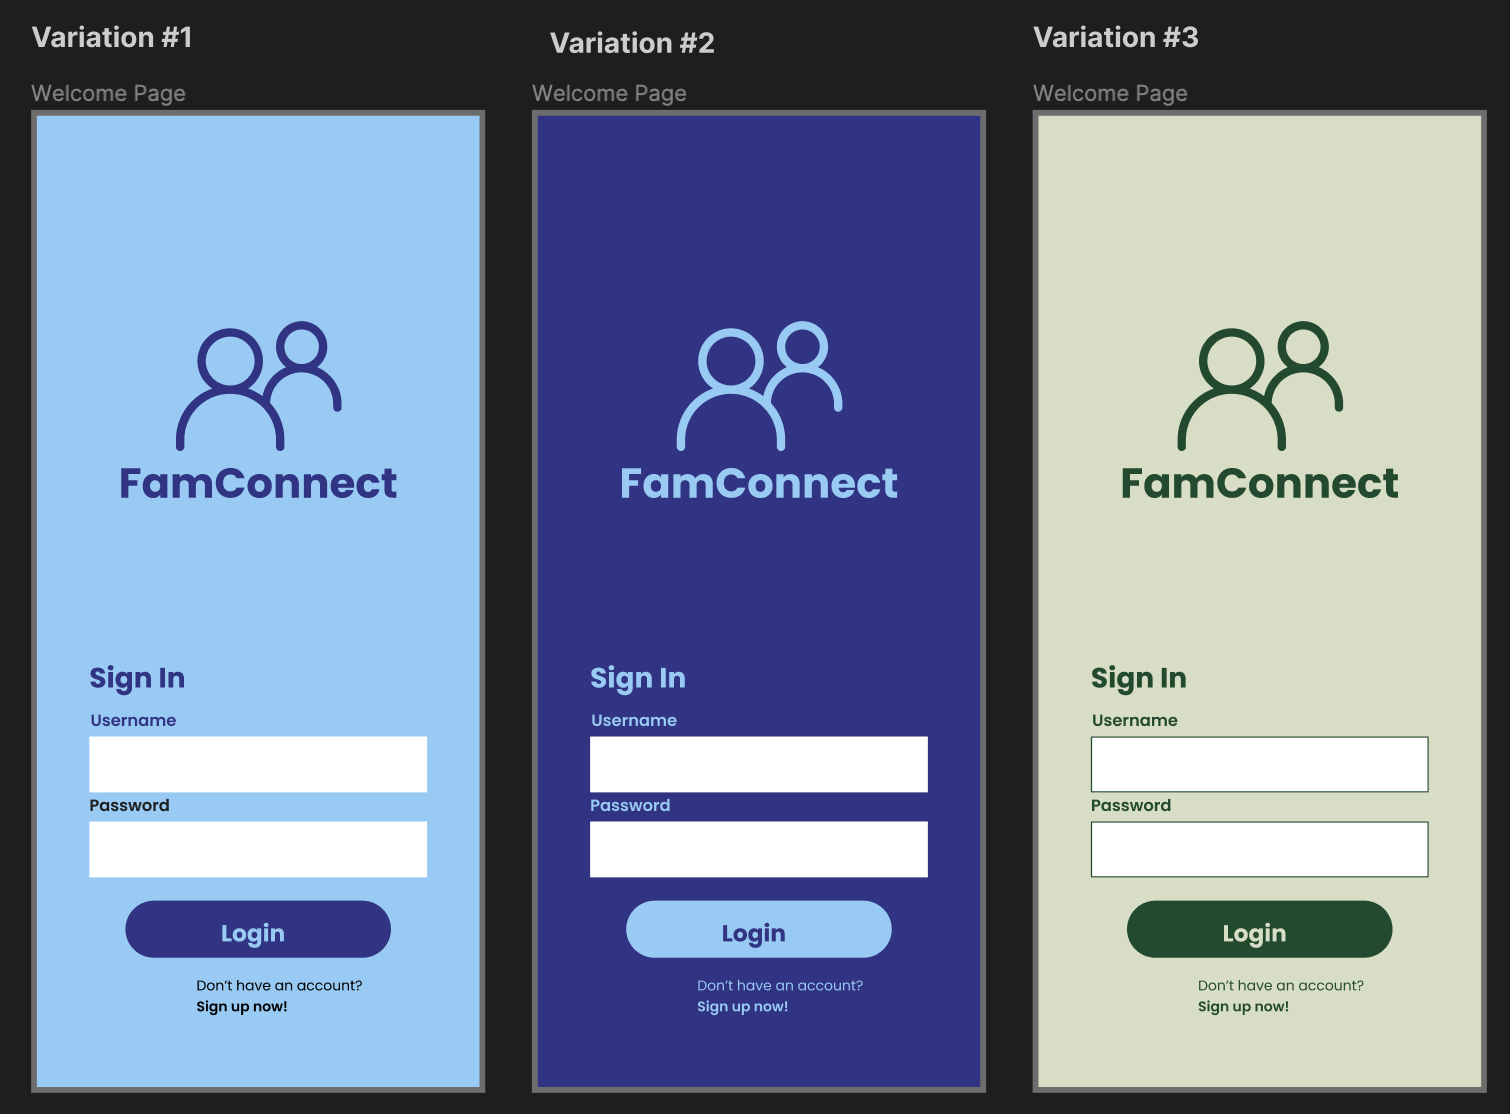 Variation #1
Welcome Page
FamConnect
Sign In
Username
Password
Login
Don't have an account?
Sign up now!
Variation #2
Welcome Page
FamConnect
Sign In
Username
Password
Login
Don't have an account?
Sign up now!
Variation #3
Welcome Page
FamConnect
Sign In
Username
Password
Login
Don't have an account?
Sign up now!